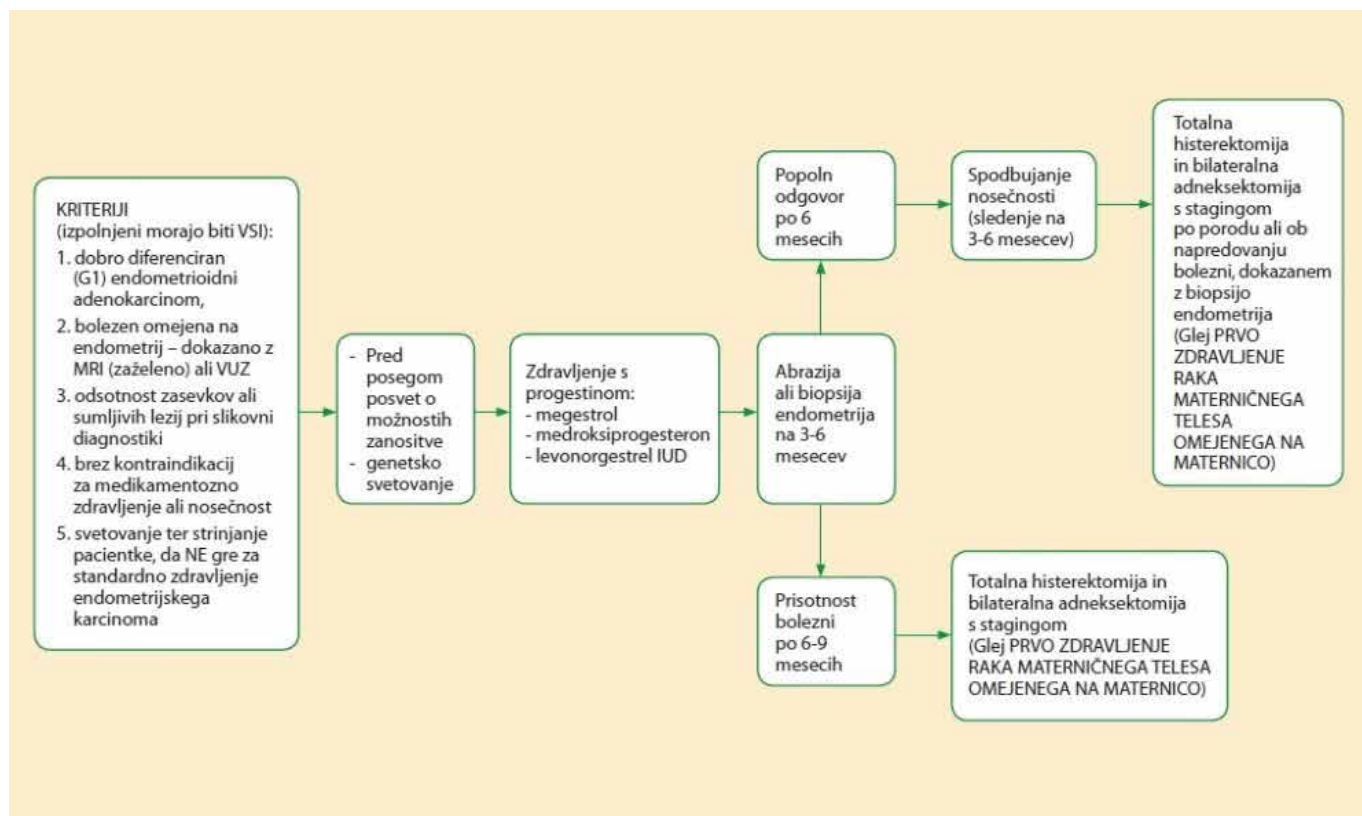 KRITERIJI
(izpolnjeni morajo biti VSI):
1. dobro diferenciran
(G1) endometrioidni
adenokarcinom,
2. bolezen omejena na
endometrij – dokazano z
MRI (zaželeno) ali VUZ
3. odsotnost zasevkov ali
sumljivih lezij pri slikovni
diagnostiki
4. brez kontraindikacij
za medikamentozno
zdravljenje ali nosečnost
5. svetovanje ter strinjanje
pacientke, da NE gre za
standardno zdravljenje
endometrijskega
karcinoma
- Pred
posegom
posvet o
možnostih
zanositve
- genetsko
svetovanje
Zdravljenje s
progestinom:
- megestrol
- medroksiprogesteron
- levonorgestrel IUD
Abrazija
ali biopsija
endometrija
na 3-6
mesecev
Popoln
odgovor
po 6
mesecih
Spodbujanje
nosečnosti
(sledenje na
3-6 mesecev)
Totalna
histerektomija
in bilateralna
adneksektomija
s stagingom
po porodu ali ob
napredovanju
bolezni, dokazanem
z biopsijo
endometrija
(Glej PRVO
ZDRAVLJENJE
RAKA
MATERNIČNEGA
TELESA
OMEJENEGA NA
MATERNICO)
Prisotnost
bolezni
po 6-9
mesecih
Totalna histerektomija in
bilateralna adneksektomija
s stagingom
(Glej PRVO ZDRAVLJENJE
RAKA MATERNIČNEGA TELESA
OMEJENEGA NA MATERNICO)